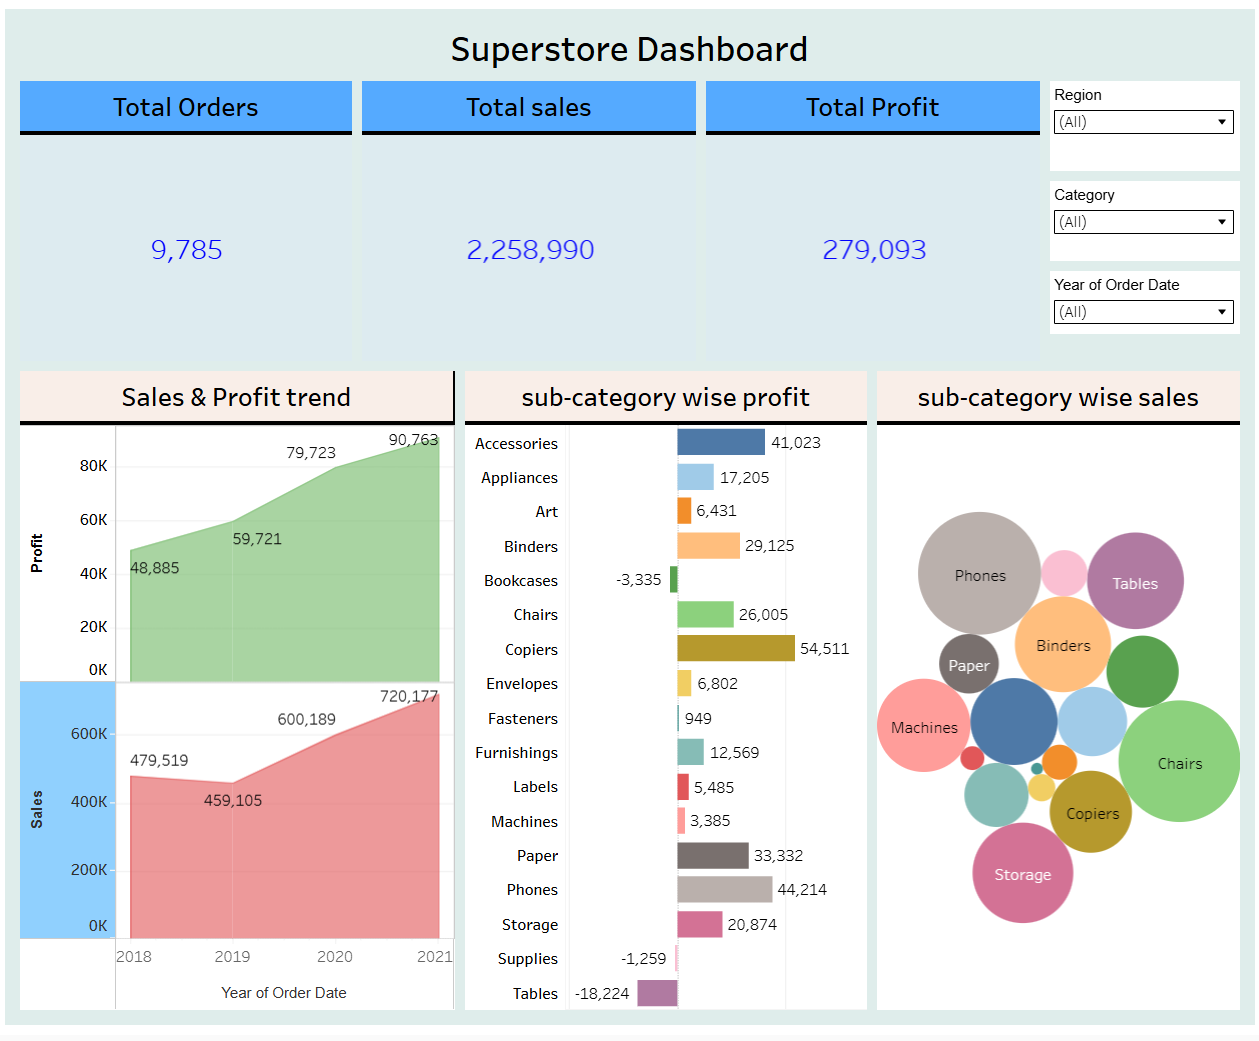 Superstore Dashboard
Total Orders
Total sales
Total Profit
9,785
2,258,990
279,093
Region
(All)
Category
(All)
Year of Order Date
(All)
Sales & Profit trend
Profit
80K
60K
40K
20K
0K
48,885
59,721
79,723
90,763
Sales
600K
400K
200K
0K
479,519
459,105
600,189
720,177
2018 2019 2020 2021
Year of Order Date
sub-category wise profit
Accessories 41,023
Appliances 17,205
Art 6,431
Binders 29,125
Bookcases -3,335
Chairs 26,005
Copiers 54,511
Envelopes 6,802
Fasteners 949
Furnishings 12,569
Labels 5,485
Machines 3,385
Paper 33,332
Phones 44,214
Storage 20,874
Supplies -1,259
Tables -18,224
sub-category wise sales
Phones
Tables
Binders
Paper
Machines
Chairs
Copiers
Storage